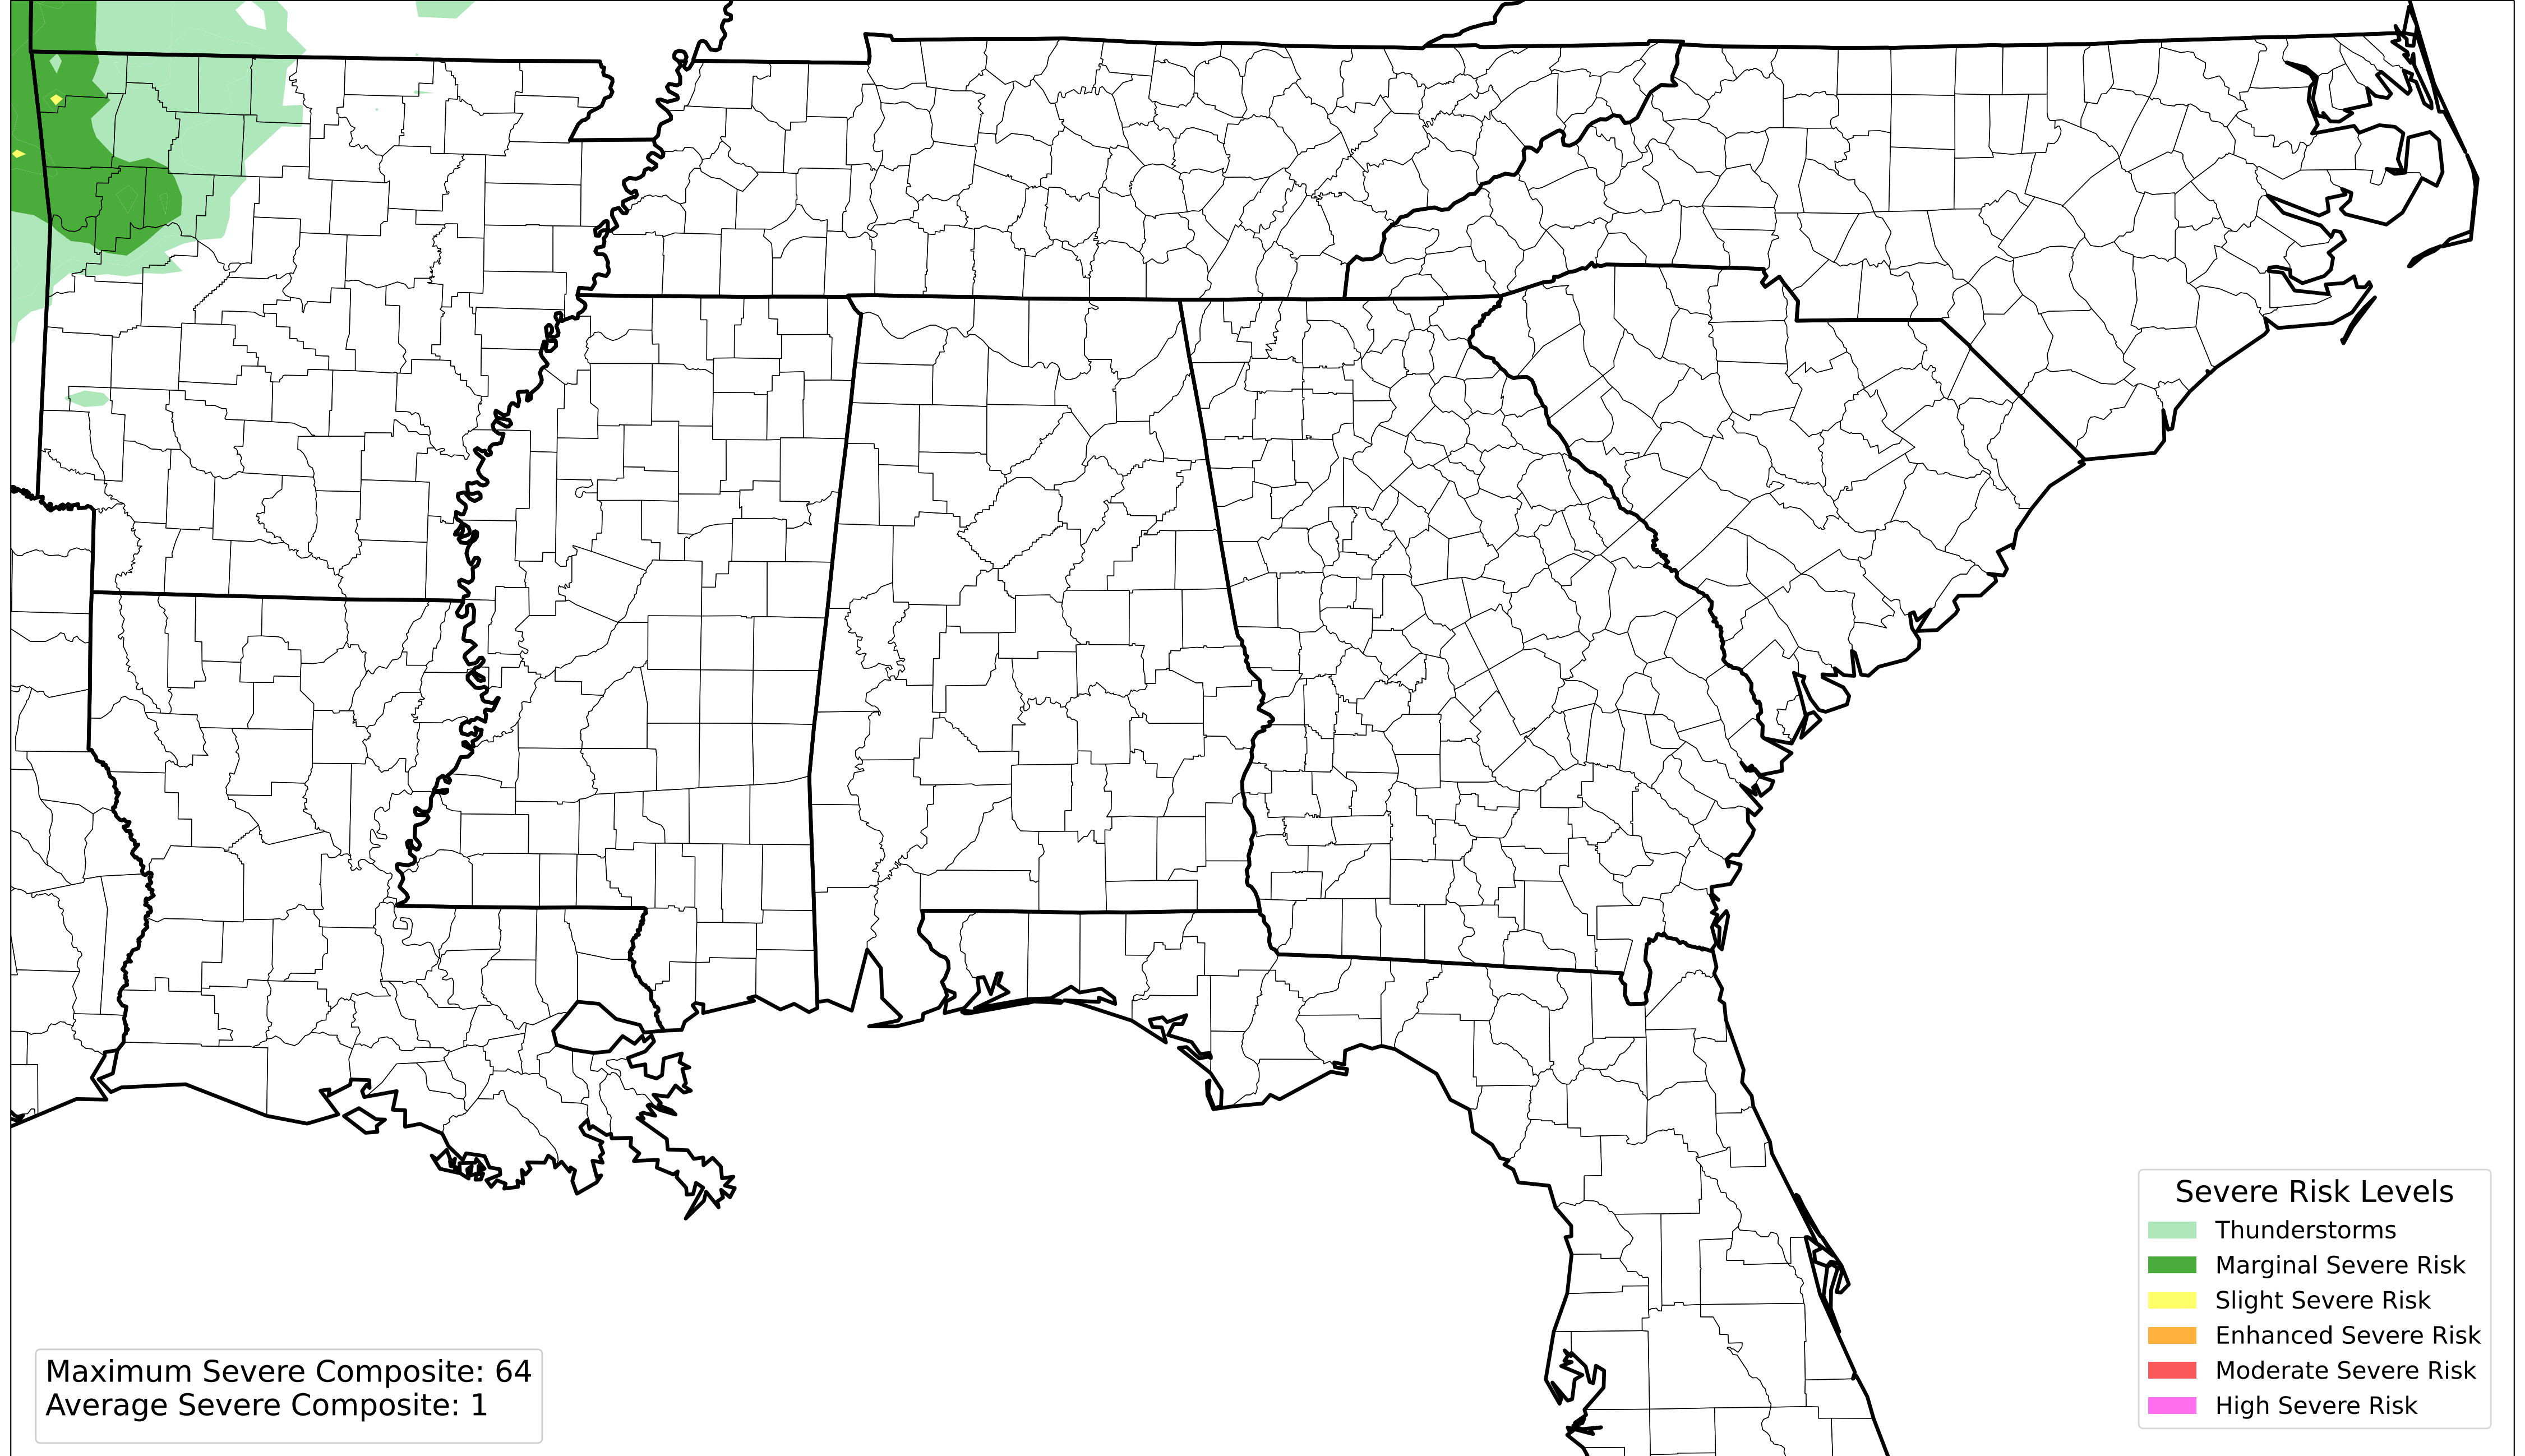 Severe Risk Levels
Thunderstorms
Marginal Severe Risk
Slight Severe Risk
Enhanced Severe Risk
Moderate Severe Risk
High Severe Risk
Maximum Severe Composite: 64
Average Severe Composite: 1